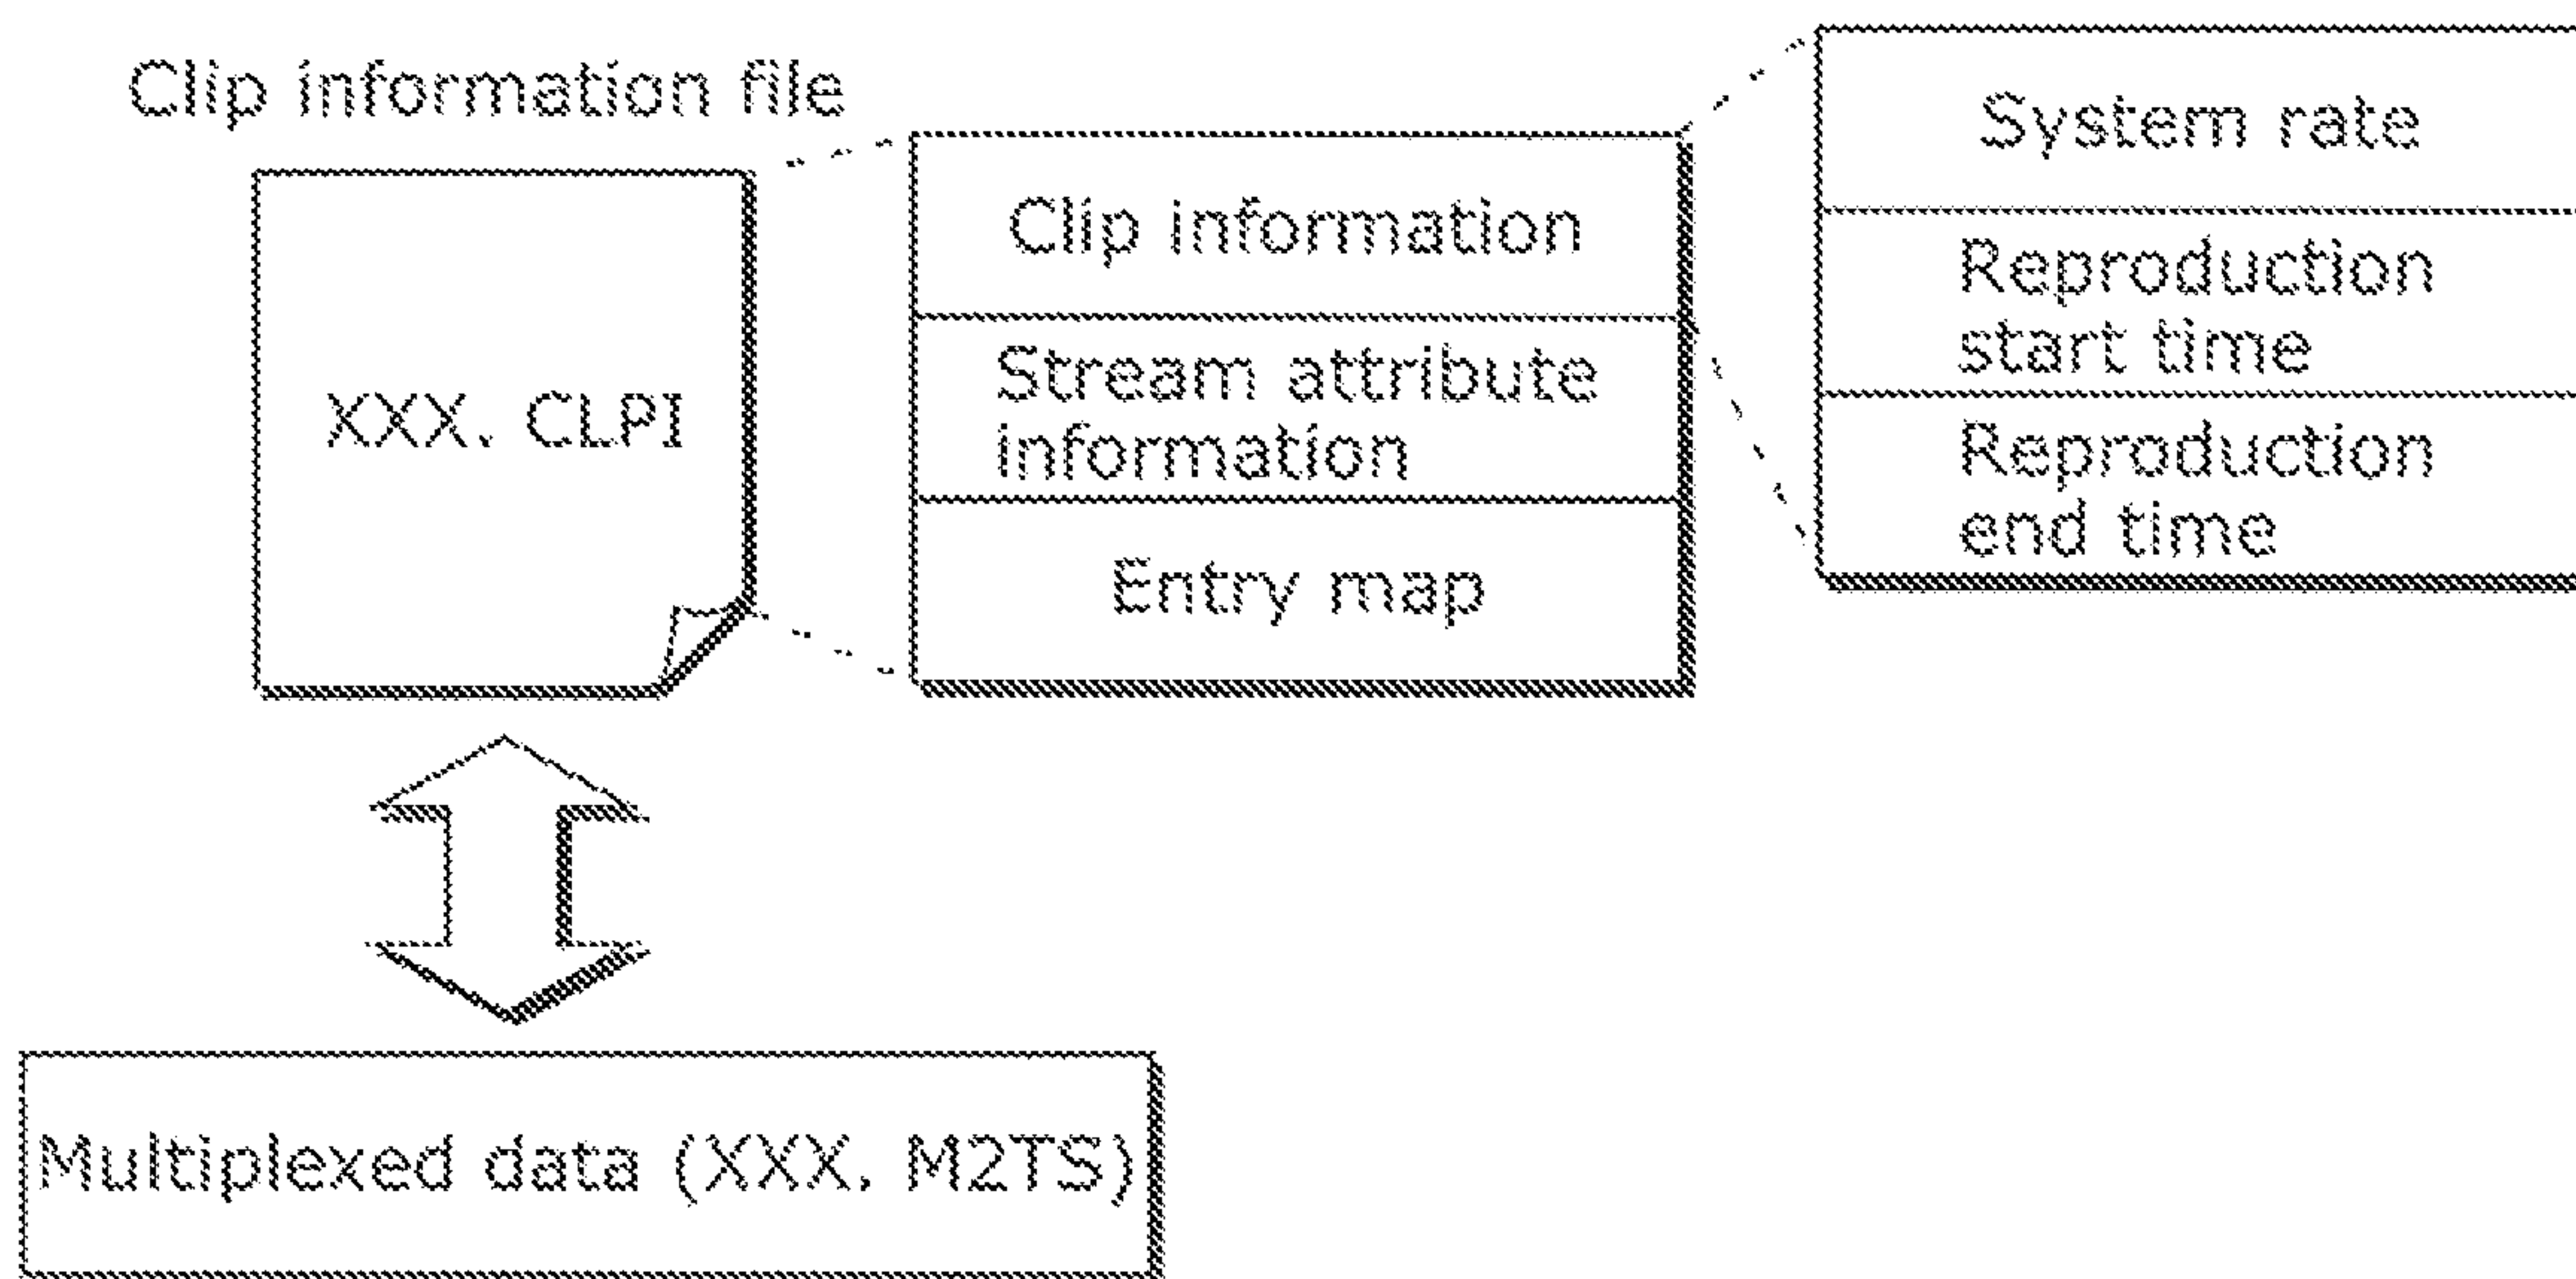 Clip information file
XXX. CLPI
Clip information
Stream attribute
information
Entry map
System rate
Reproduction
start time
Reproduction
end time
Multiplexed data (XXX. M2TS)